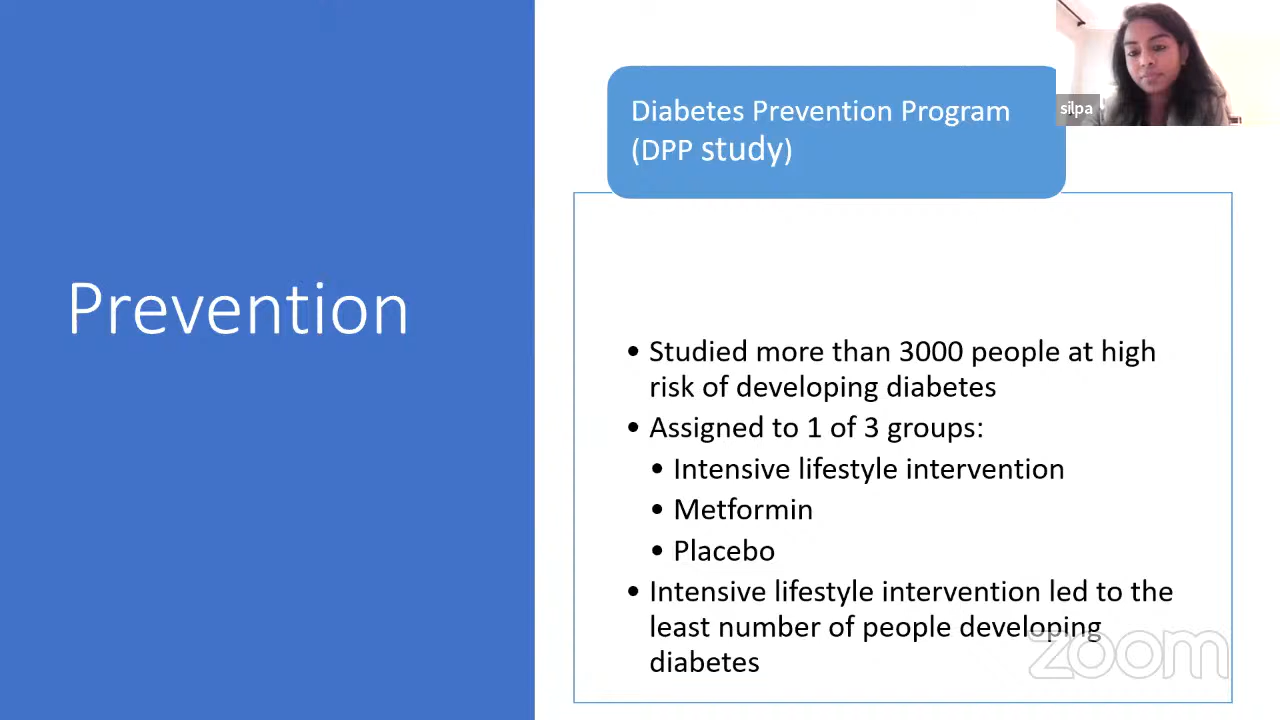 Prevention
Diabetes Prevention Program
(DPP study)
silpa
• Studied more than 3000 people at high
risk of developing diabetes
• Assigned to 1 of 3 groups:
• Intensive lifestyle intervention
• Metformin
• Placebo
• Intensive lifestyle intervention led to the
least number of people developing
diabetes
zoom